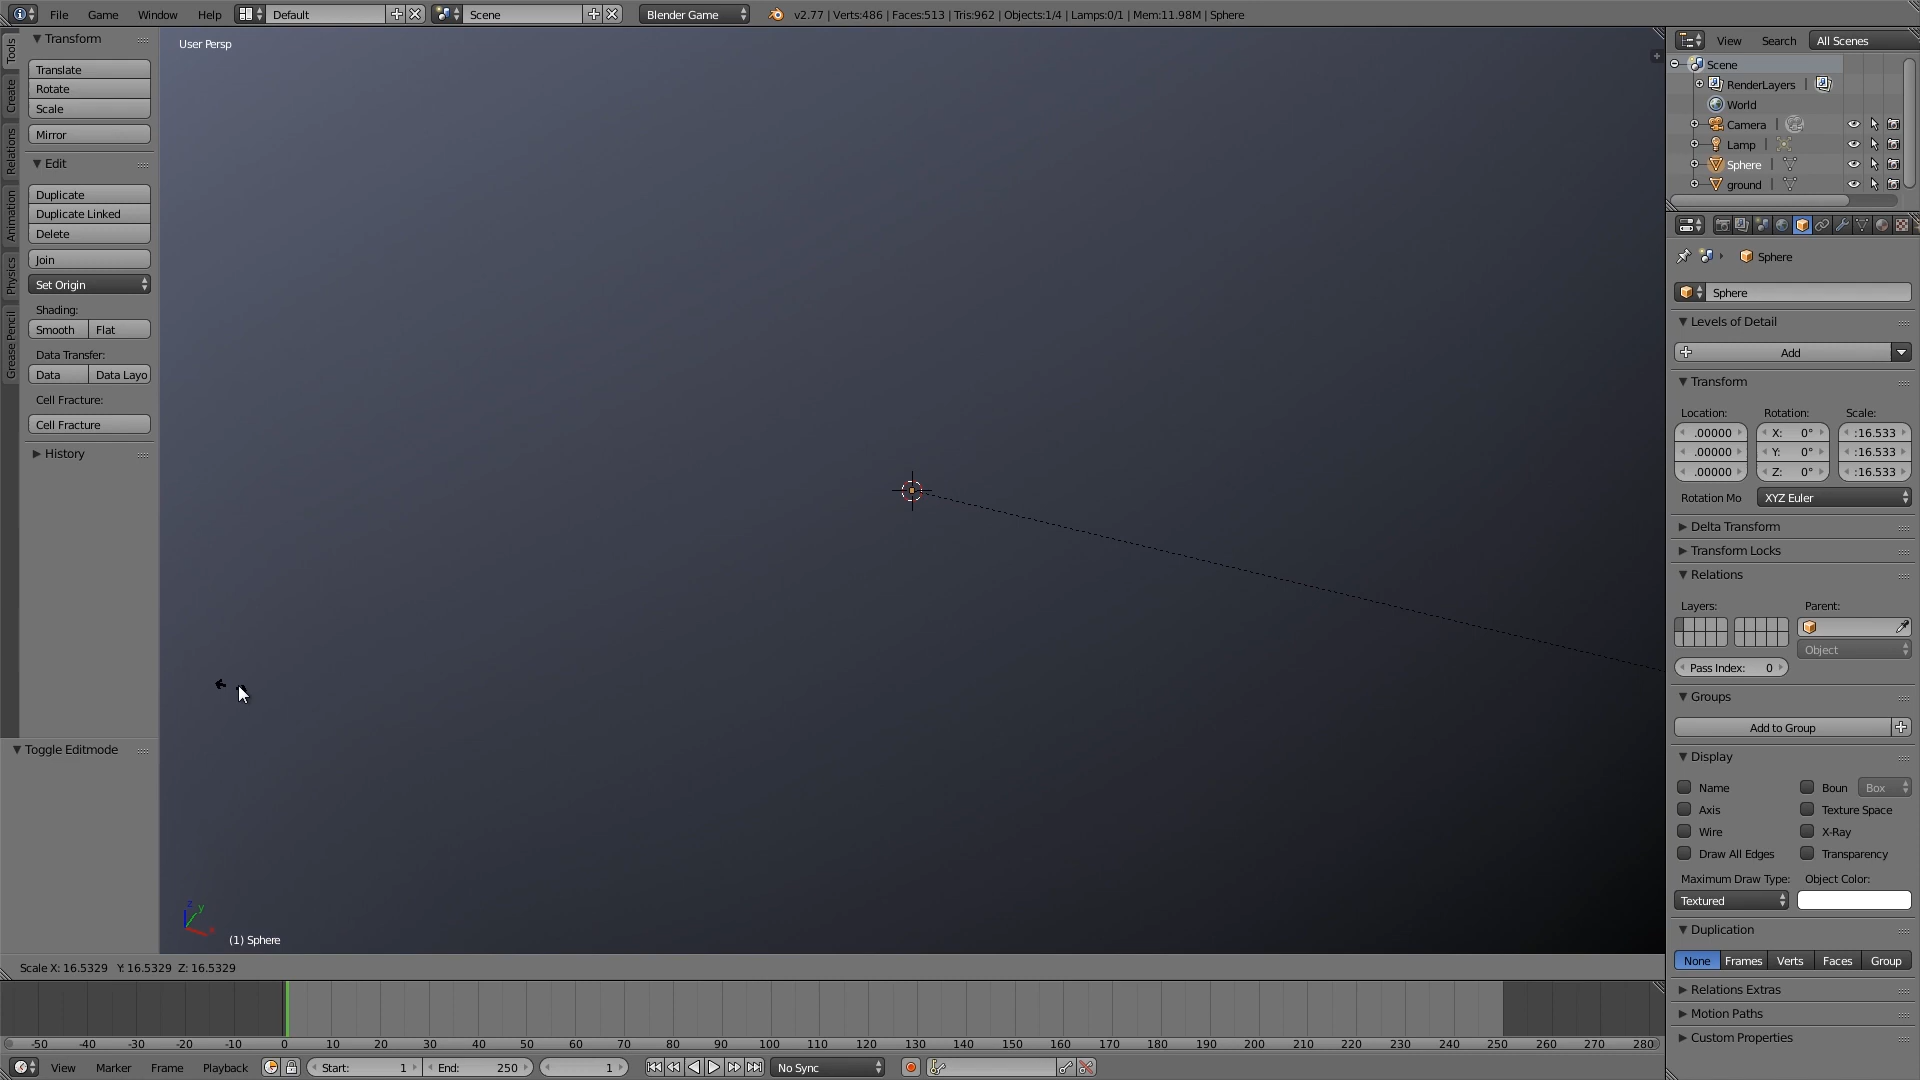 File Game Window Help Default Scene Blender Game v2.77 | Verts:486 | Faces:513 | Tris:962 | Objects:1/4 | Lamps:0/1 | Mem:11.98M | Sphere
Tools
Create
Relations
Animation
Physics
Grease Pencil
Transform
Translate
Rotate
Scale
Mirror
Edit
Duplicate
Duplicate Linked
Delete
Join
Set Origin
Shading:
Smooth Flat
Data Transfer:
Data Data Layo
Cell Fracture:
Cell Fracture
History
Toggle Editmode
User Persp
z
y
x
(1) Sphere
Scale X: 16.5329 Y: 16.5329 Z: 16.5329
View Search All Scenes
Scene
RenderLayers |
World
Camera |
Lamp |
Sphere |
ground |
Sphere
Sphere
Levels of Detail
Add
Transform
Location: Rotation: Scale:
.00000 X: 0° :16.533
.00000 Y: 0° :16.533
.00000 Z: 0° :16.533
Rotation Mo XYZ Euler
Delta Transform
Transform Locks
Relations
Layers: Parent:
Object
Pass Index: 0
Groups
Add to Group
Display
Name Boun Box
Axis Texture Space
Wire X-Ray
Draw All Edges Transparency
Maximum Draw Type: Object Color:
Textured
Duplication
None Frames Verts Faces Group
Relations Extras
Motion Paths
Custom Properties
-50 -40 -30 -20 -10 0 10 20 30 40 50 60 70 80 90 100 110 120 130 140 150 160 170 180 190 200 210 220 230 240 250 260 270 280
View Marker Frame Playback Start: 1 End: 250 1 No Sync